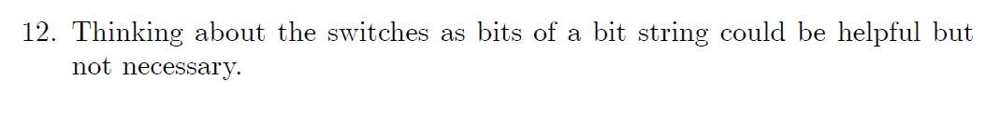 12. Thinking about the switches as bits of a bit string could be helpful but
not necessary.